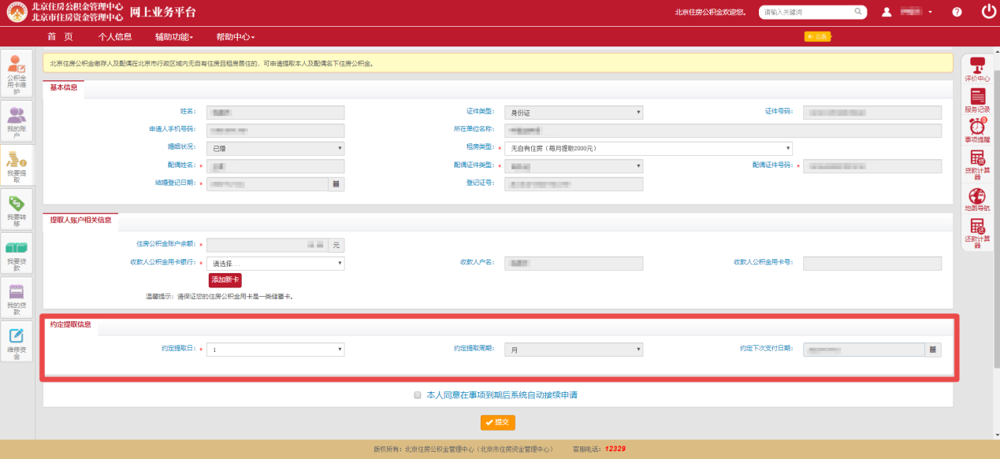 北京住房公积金管理中心
北京市住房资金管理中心
网上业务平台
北京住房公积金欢迎您。
请输入关键词
首 页 个人信息 辅助功能 帮助中心
公告
公积金用卡维护
我的账户
我要提取
我要转移
我要贷款
我的贷款
维修资金
北京住房公积金缴存人及配偶在北京市行政区域内无自有住房且租房居住的，可申请提取本人及配偶名下住房公积金。
基本信息
姓名： 证件类型： 身份证 证件号码：
申请人手机号码： 所在单位名称：
婚姻状况： 已婚 租房类型：* 无自有住房（每月提取2000元）
配偶姓名：* 配偶证件类型：* 配偶证件号码：*
结婚登记日期：* 登记证号：
提取人账户相关信息
住房公积金账户余额：* 元
收款人公积金用卡银行：* 请选择... 收款人户名： 收款人公积金用卡号：
添加新卡
温馨提示：请保证您的住房公积金用卡是一类储蓄卡。
约定提取信息
约定提取日：* 1 约定提取周期： 月 约定下次支付日期：
本人同意在事项到期后系统自动接续申请
提交
评价中心
服务记录
0
事项提醒
贷款计算器
地图导航
还款计算器
版权所有：北京住房公积金管理中心（北京市住房资金管理中心） 客服电话：12329